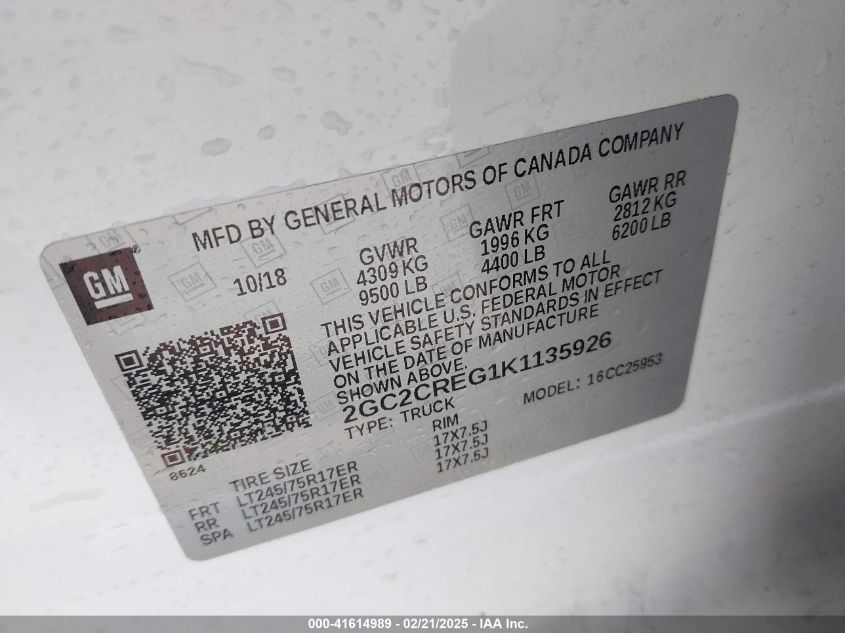 MFD BY GENERAL MOTORS OF CANADA COMPANY
GM
10/18
GVWR
4309 KG
9500 LB
GAWR FRT
1996 KG
4400 LB
GAWR RR
2812 KG
6200 LB
THIS VEHICLE CONFORMS TO ALL
APPLICABLE U.S. FEDERAL MOTOR
VEHICLE SAFETY STANDARDS IN EFFECT
ON THE DATE OF MANUFACTURE
SHOWN ABOVE.
2GC2CREG1K1135926
TYPE: TRUCK
MODEL: 16CC25953
8624
TIRE SIZE RIM
FRT LT245/75R17ER 17X7.5J
RR LT245/75R17ER 17X7.5J
SPA LT245/75R17ER 17X7.5J
000-41614989 - 02/21/2025 - IAA Inc.